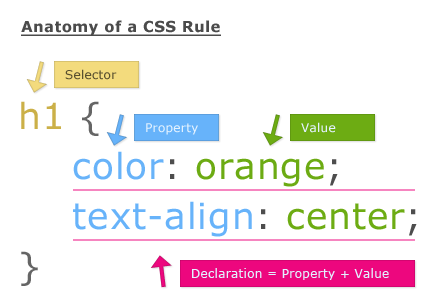 Anatomy of a CSS Rule
Selector
h1 {
Property
Value
color: orange;
text-align: center;
}
Declaration = Property + Value